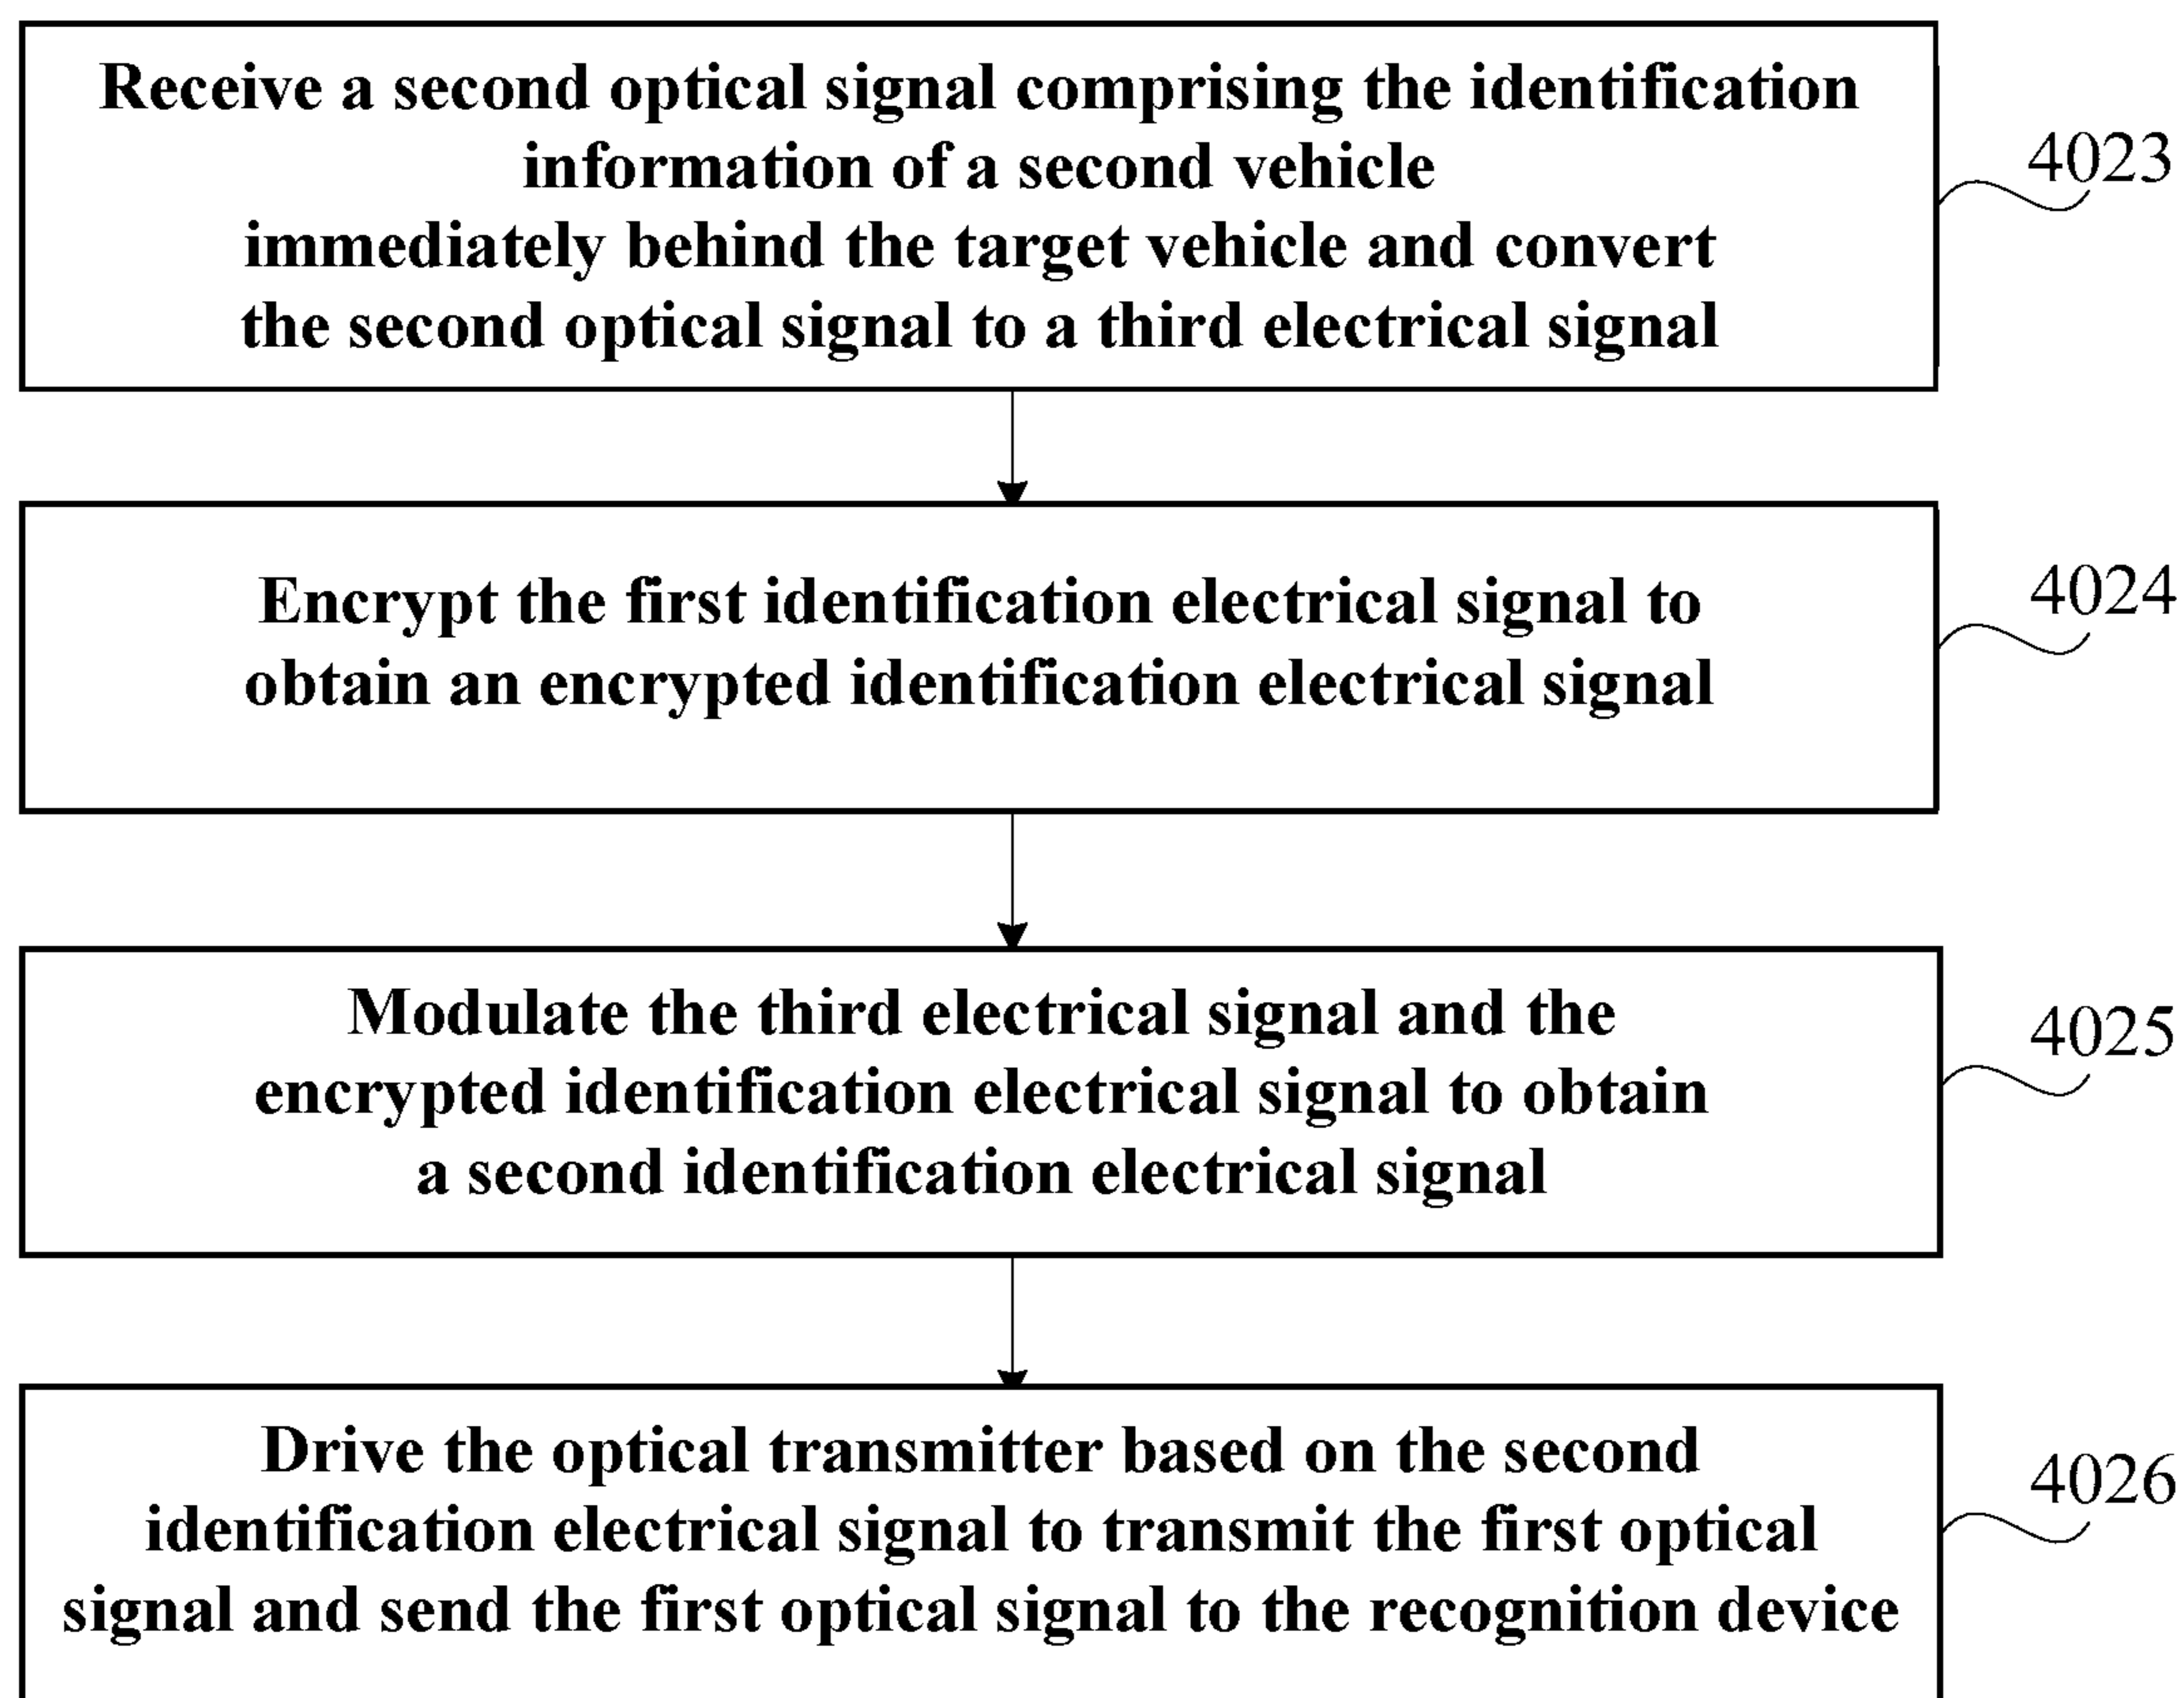 Receive a second optical signal comprising the identification
information of a second vehicle
immediately behind the target vehicle and convert
the second optical signal to a third electrical signal
4023
Encrypt the first identification electrical signal to
obtain an encrypted identification electrical signal
4024
Modulate the third electrical signal and the
encrypted identification electrical signal to obtain
a second identification electrical signal
4025
Drive the optical transmitter based on the second
identification electrical signal to transmit the first optical
signal and send the first optical signal to the recognition device
4026